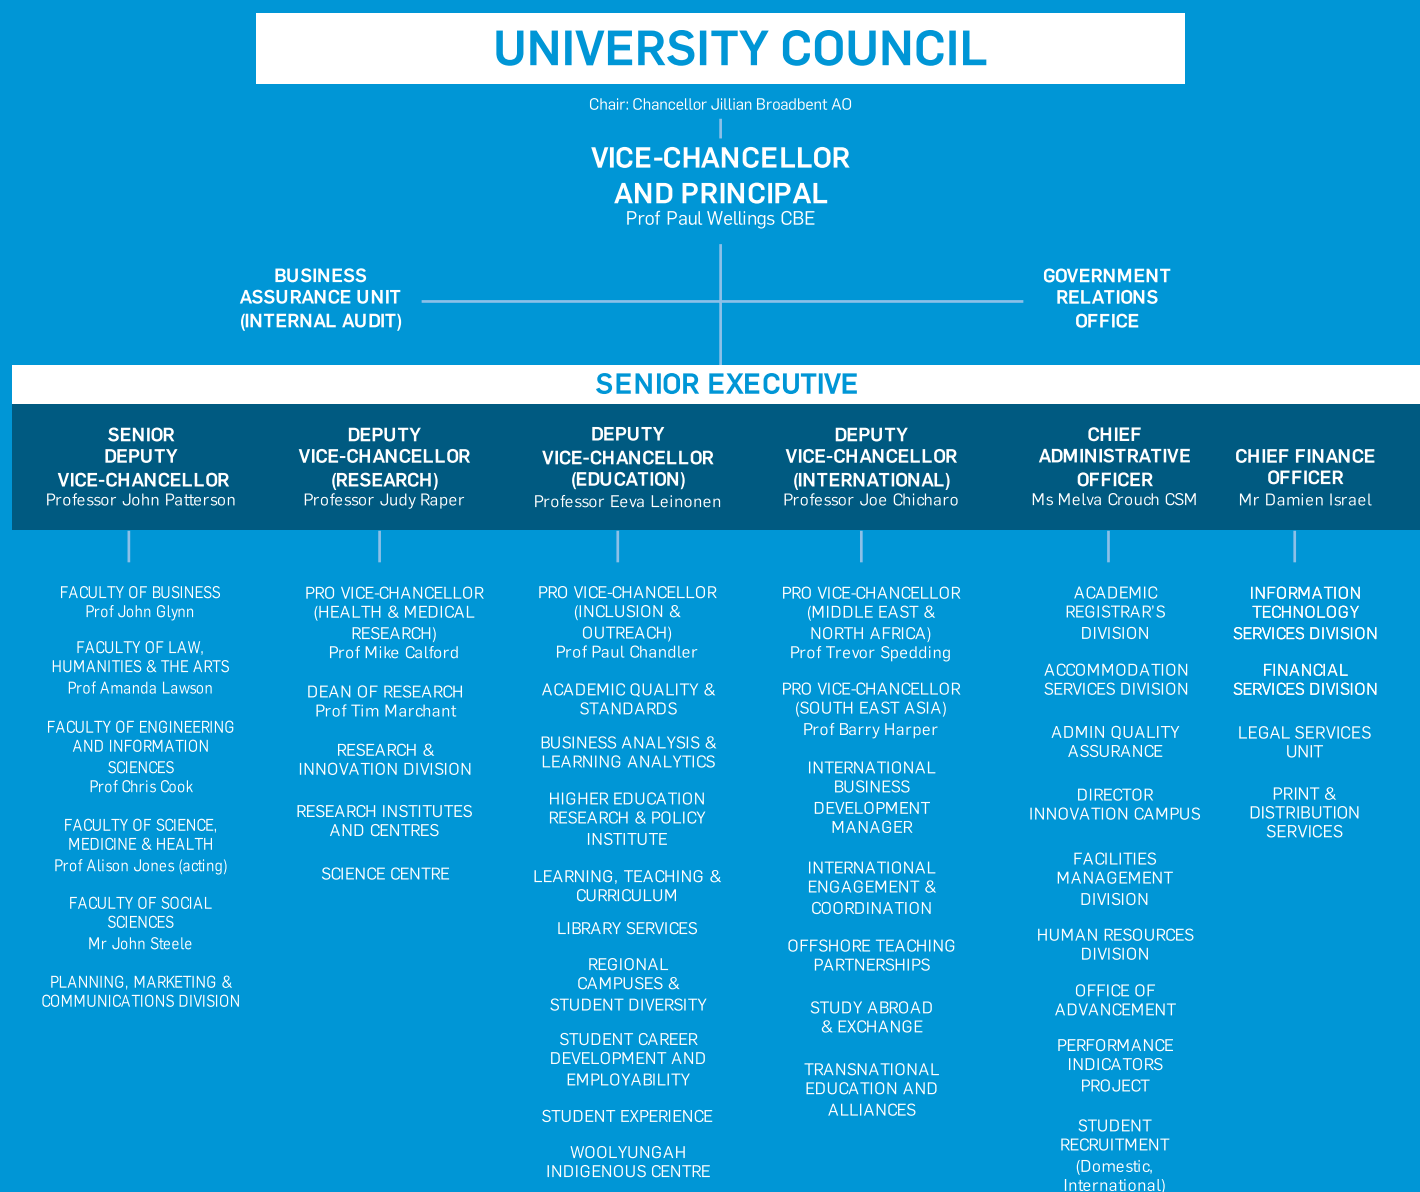 UNIVERSITY COUNCIL
Chair: Chancellor Jillian Broadbent AO
VICE-CHANCELLOR
AND PRINCIPAL
Prof Paul Wellings CBE
BUSINESS
ASSURANCE UNIT
(INTERNAL AUDIT)
GOVERNMENT
RELATIONS
OFFICE
SENIOR EXECUTIVE
SENIOR
DEPUTY
VICE-CHANCELLOR
Professor John Patterson
DEPUTY
VICE-CHANCELLOR
(RESEARCH)
Professor Judy Raper
DEPUTY
VICE-CHANCELLOR
(EDUCATION)
Professor Eeva Leinonen
DEPUTY
VICE-CHANCELLOR
(INTERNATIONAL)
Professor Joe Chicharo
CHIEF
ADMINISTRATIVE
OFFICER
Ms Melva Crouch CSM
CHIEF FINANCE
OFFICER
Mr Damien Israel
FACULTY OF BUSINESS
Prof John Glynn
FACULTY OF LAW,
HUMANITIES & THE ARTS
Prof Amanda Lawson
FACULTY OF ENGINEERING
AND INFORMATION
SCIENCES
Prof Chris Cook
FACULTY OF SCIENCE,
MEDICINE & HEALTH
Prof Alison Jones (acting)
FACULTY OF SOCIAL
SCIENCES
Mr John Steele
PLANNING, MARKETING &
COMMUNICATIONS DIVISION
PRO VICE-CHANCELLOR
(HEALTH & MEDICAL
RESEARCH)
Prof Mike Calford
DEAN OF RESEARCH
Prof Tim Marchant
RESEARCH &
INNOVATION DIVISION
RESEARCH INSTITUTES
AND CENTRES
SCIENCE CENTRE
PRO VICE-CHANCELLOR
(INCLUSION &
OUTREACH)
Prof Paul Chandler
ACADEMIC QUALITY &
STANDARDS
BUSINESS ANALYSIS &
LEARNING ANALYTICS
HIGHER EDUCATION
RESEARCH & POLICY
INSTITUTE
LEARNING, TEACHING &
CURRICULUM
LIBRARY SERVICES
REGIONAL
CAMPUSES &
STUDENT DIVERSITY
STUDENT CAREER
DEVELOPMENT AND
EMPLOYABILITY
STUDENT EXPERIENCE
WOOLYUNGAH
INDIGENOUS CENTRE
PRO VICE-CHANCELLOR
(MIDDLE EAST &
NORTH AFRICA)
Prof Trevor Spedding
PRO VICE-CHANCELLOR
(SOUTH EAST ASIA)
Prof Barry Harper
INTERNATIONAL
BUSINESS
DEVELOPMENT
MANAGER
INTERNATIONAL
ENGAGEMENT &
COORDINATION
OFFSHORE TEACHING
PARTNERSHIPS
STUDY ABROAD
& EXCHANGE
TRANSNATIONAL
EDUCATION AND
ALLIANCES
ACADEMIC
REGISTRAR'S
DIVISION
ACCOMMODATION
SERVICES DIVISION
ADMIN QUALITY
ASSURANCE
DIRECTOR
INNOVATION CAMPUS
FACILITIES
MANAGEMENT
DIVISION
HUMAN RESOURCES
DIVISION
OFFICE OF
ADVANCEMENT
PERFORMANCE
INDICATORS
PROJECT
STUDENT
RECRUITMENT
(Domestic,
International)
INFORMATION
TECHNOLOGY
SERVICES DIVISION
FINANCIAL
SERVICES DIVISION
LEGAL SERVICES
UNIT
PRINT &
DISTRIBUTION
SERVICES